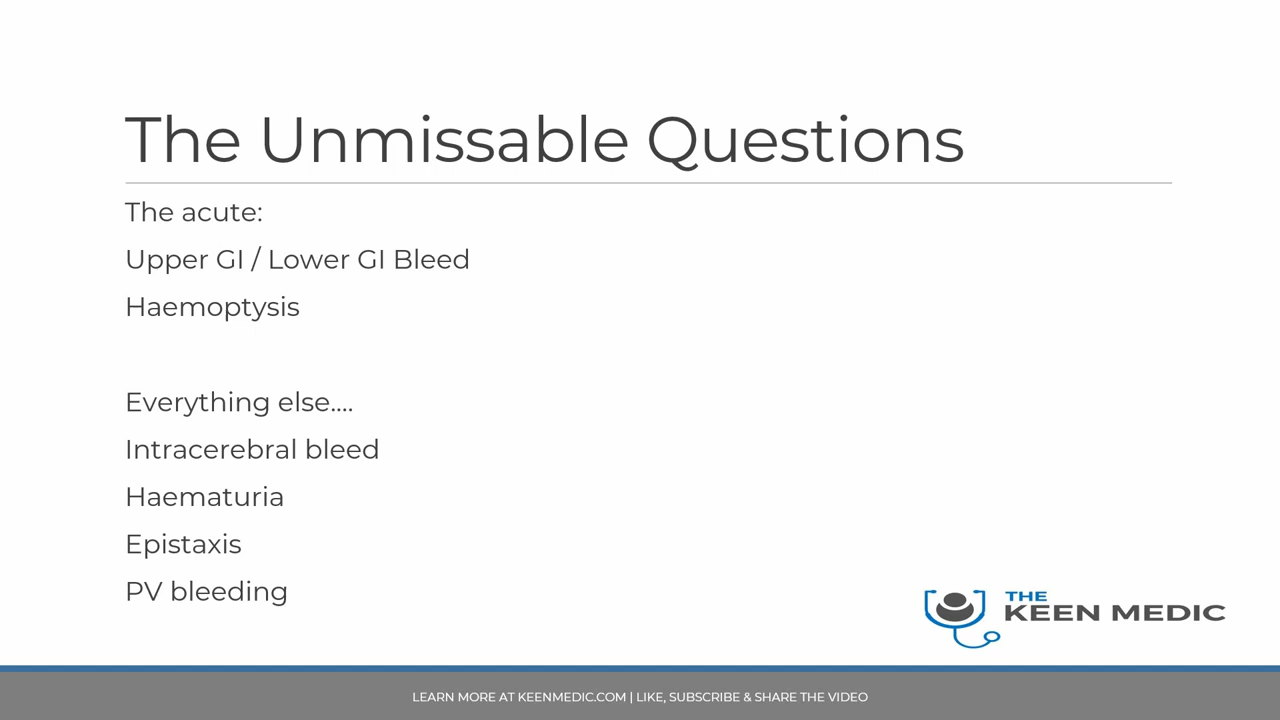 The Unmissable Questions
The acute:
Upper GI / Lower GI Bleed
Haemoptysis
Everything else....
Intracerebral bleed
Haematuria
Epistaxis
PV bleeding
THE
KEEN MEDIC
LEARN MORE AT KEENMEDIC.COM | LIKE, SUBSCRIBE & SHARE THE VIDEO